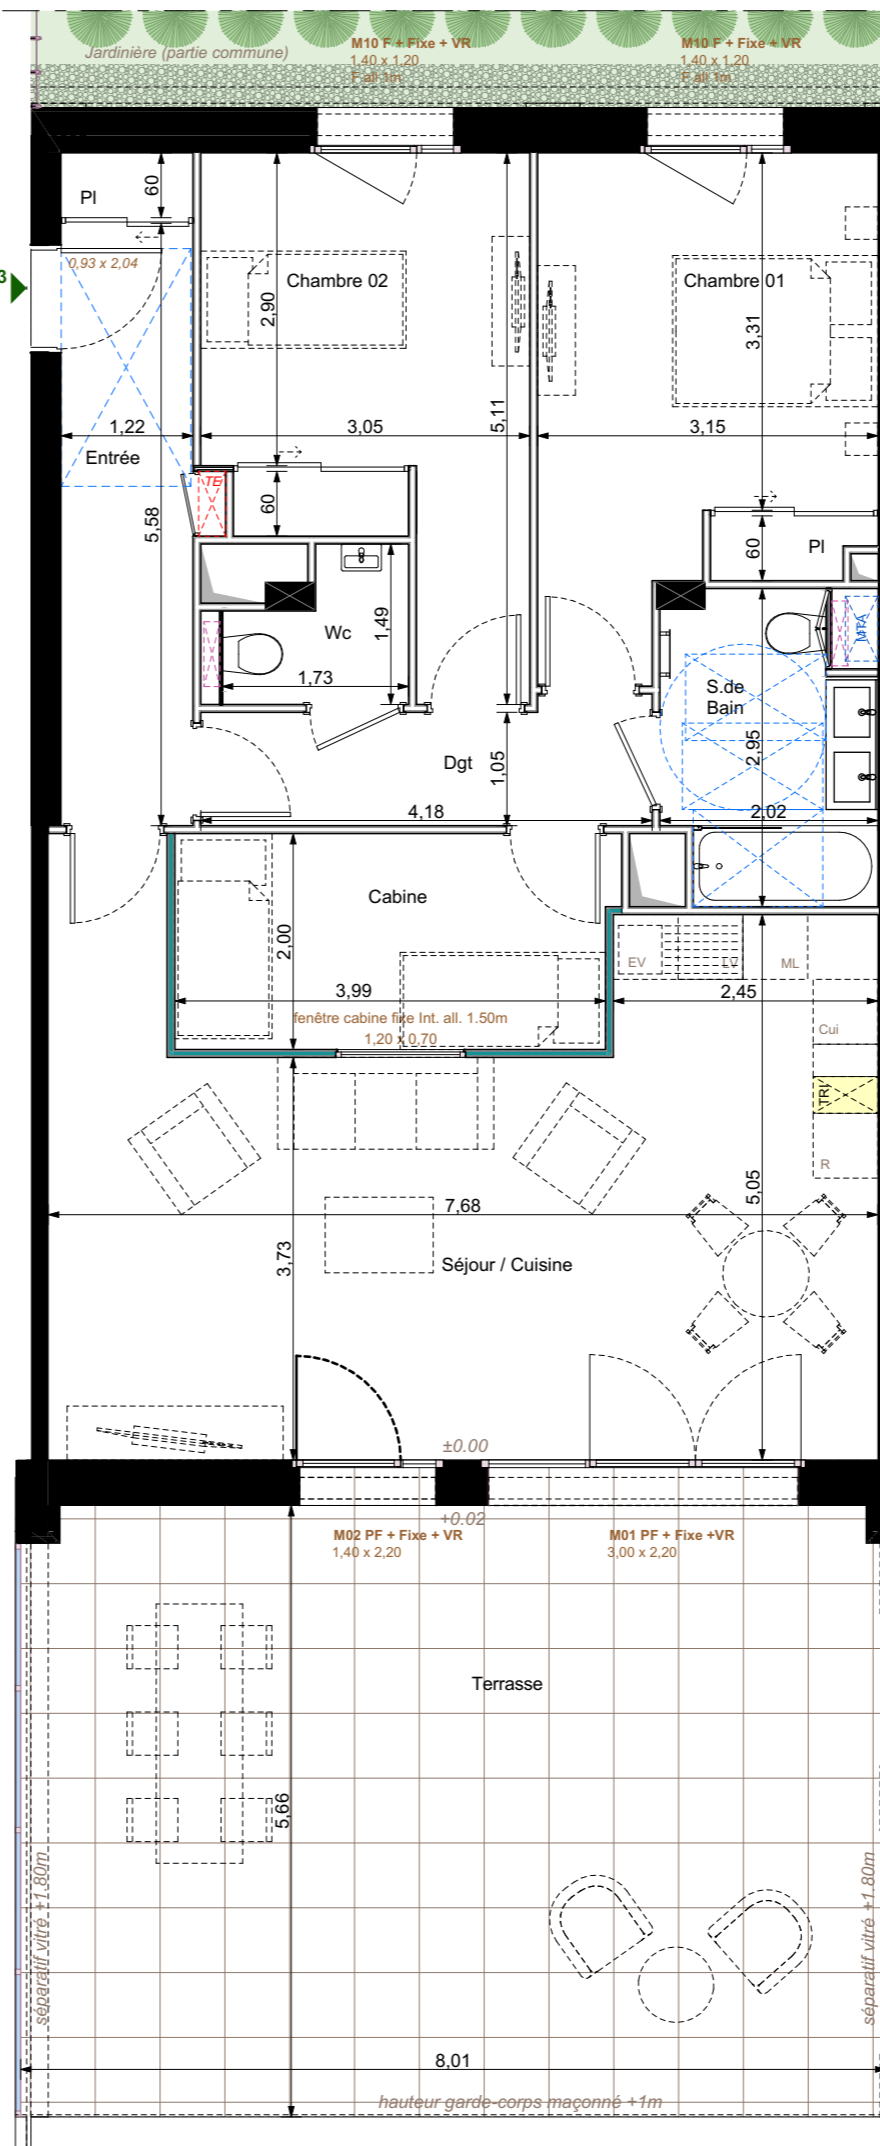 Jardinière (partie commune)
M10 F + Fixe + VR
1,40 x 1,20
F all 1m
M10 F + Fixe + VR
1,40 x 1,20
F all 1m
Pl
60
3
0,93 x 2,04
Chambre 02
2,90
Chambre 01
3,31
5,11
1,22
3,05
3,15
Entrée
5,58
TE
60
60
Pl
Wc
1,49
1,73
MTA
S.de
Bain
2,95
Dgt
1,05
4,18
2,02
Cabine
2,00
3,99
fenêtre cabine fixe Int. all. 1.50m
1,20 x 0,70
EV
LV
ML
2,45
Cui
TRI
R
5,05
7,68
3,73
Séjour / Cuisine
±0.00
+0.02
M02 PF + Fixe + VR
1,40 x 2,20
M01 PF + Fixe +VR
3,00 x 2,20
Terrasse
5,66
séparatif vitré +1.80m
séparatif vitré +1.80m
8,01
hauteur garde-corps maçonné +1m